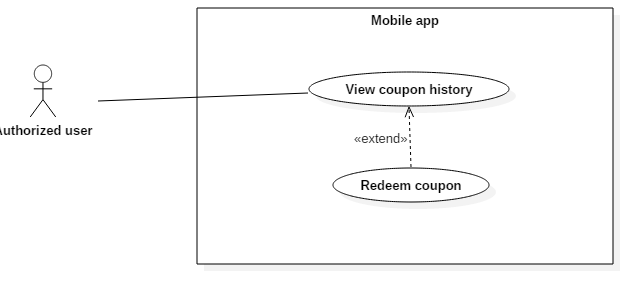 Mobile app
View coupon history
Authorized user
«extend»
Redeem coupon